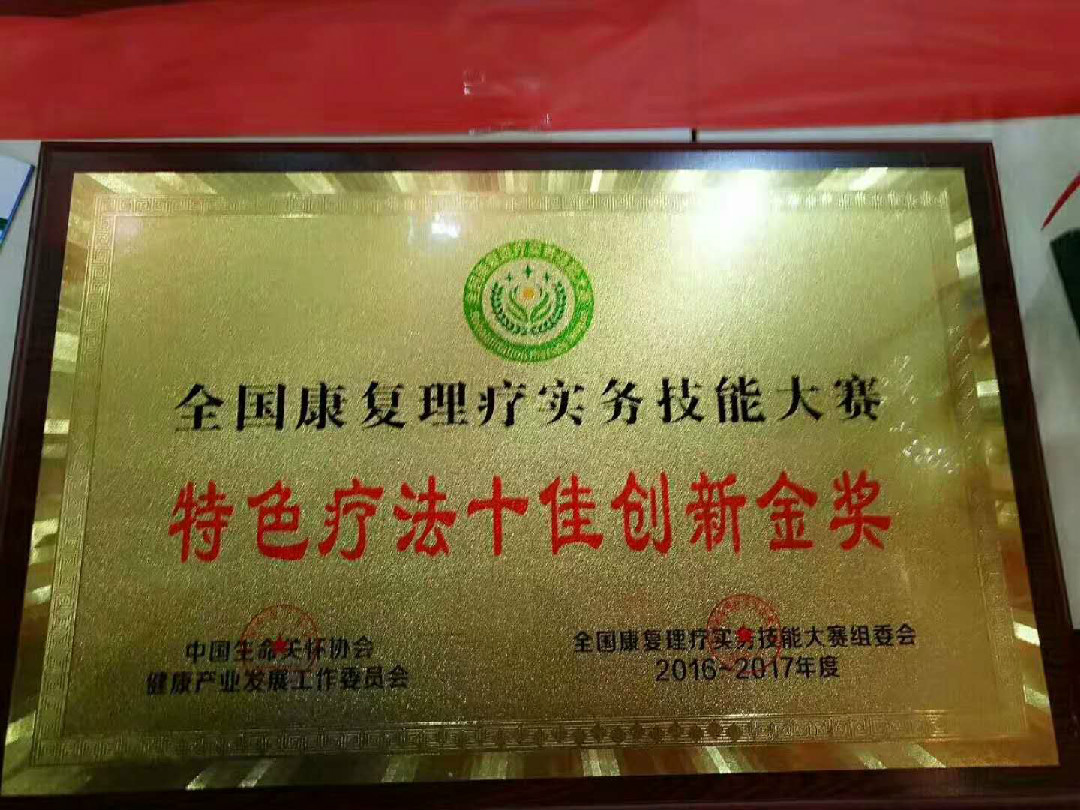 全国康复理疗实务技能大赛
特色疗法十佳创新金奖
中国生命关怀协会
健康产业发展工作委员会
全国康复理疗实务技能大赛组委会
2016~2017年度